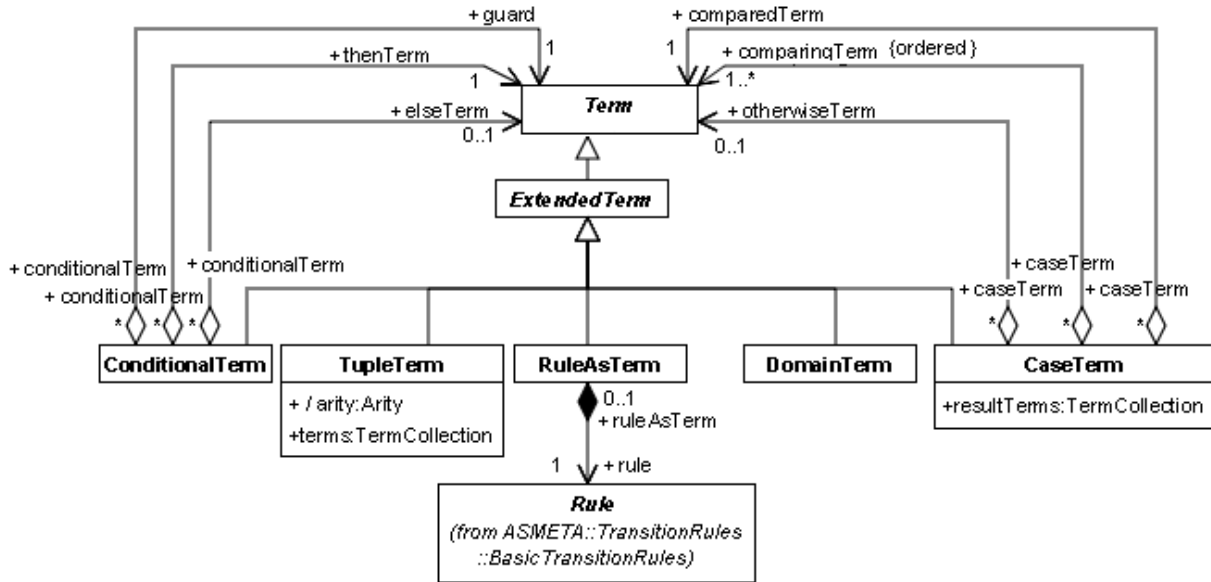 + guard
+ comparedTerm
1
1
+ thenTerm
+ comparingTerm {ordered }
1
1..*
Term
+ elseTerm
+ otherwiseTerm
0..1
0..1
ExtendedTerm
+ conditionalTerm
+ conditionalTerm
+ caseTerm
+ conditionalTerm
+ caseTerm
+ caseTerm
*
*
*
*
*
*
ConditionalTerm
TupleTerm
RuleAsTerm
DomainTerm
CaseTerm
+ / arity:Arity
+terms:TermCollection
+resultTerms:TermCollection
0..1
+ ruleAsTerm
1
+ rule
Rule
(from ASMETA::TransitionRules
::BasicTransitionRules)